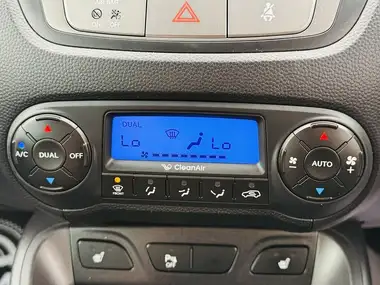 DUAL
Lo Lo
CleanAir
A/C DUAL OFF
AUTO
FRONT